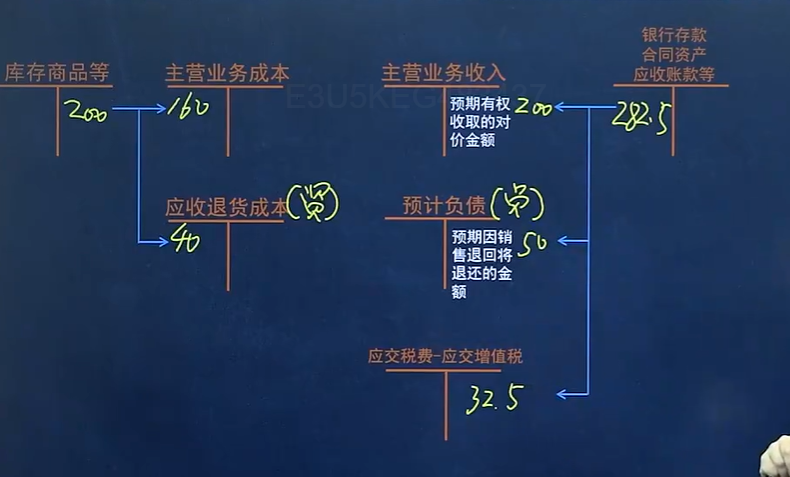 银行存款
合同资产
应收账款等
库存商品等
主营业务成本
主营业务收入
200
160
预期有权
收取的对
价金额
200
282.5
应收退货成本
预计负债
40
预期因销
售退回将
退还的金
额
50
应交税费-应交增值税
32.5